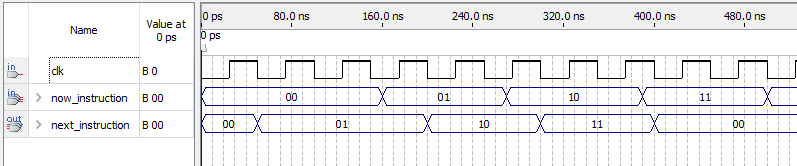 Name Value at 0 ps
0 ps 80.0 ns 160.0 ns 240.0 ns 320.0 ns 400.0 ns 480.0 ns
0 ps
in clk B 0
in now_instruction B 00 00 01 10 11
out next_instruction B 00 00 01 10 11 00